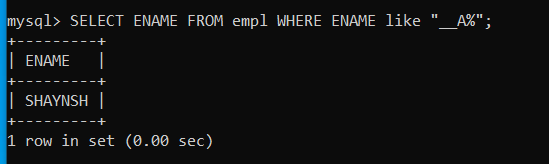 mysql> SELECT ENAME FROM empl WHERE ENAME like "__A%";
+---------+
| ENAME   |
+---------+
| SHAYNSH |
+---------+
1 row in set (0.00 sec)